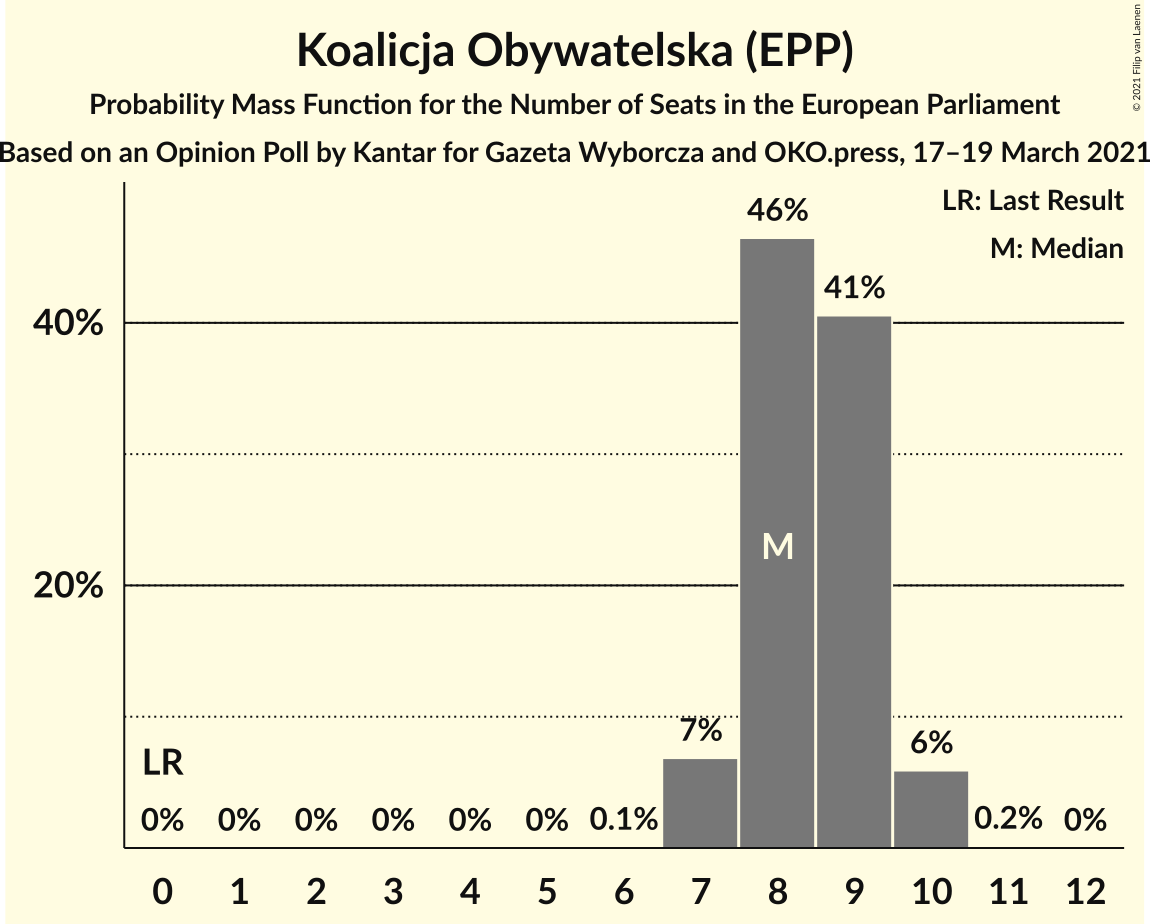 Koalicja Obywatelska (EPP)
Probability Mass Function for the Number of Seats in the European Parliament
Based on an Opinion Poll by Kantar for Gazeta Wyborcza and OKO.press, 17–19 March 2021
© 2021 Filip van Laenen
LR: Last Result
M: Median
46%
41%
40%
M
20%
7%
6%
LR
0% 0% 0% 0% 0% 0% 0.1% 0.2% 0%
0 1 2 3 4 5 6 7 8 9 10 11 12